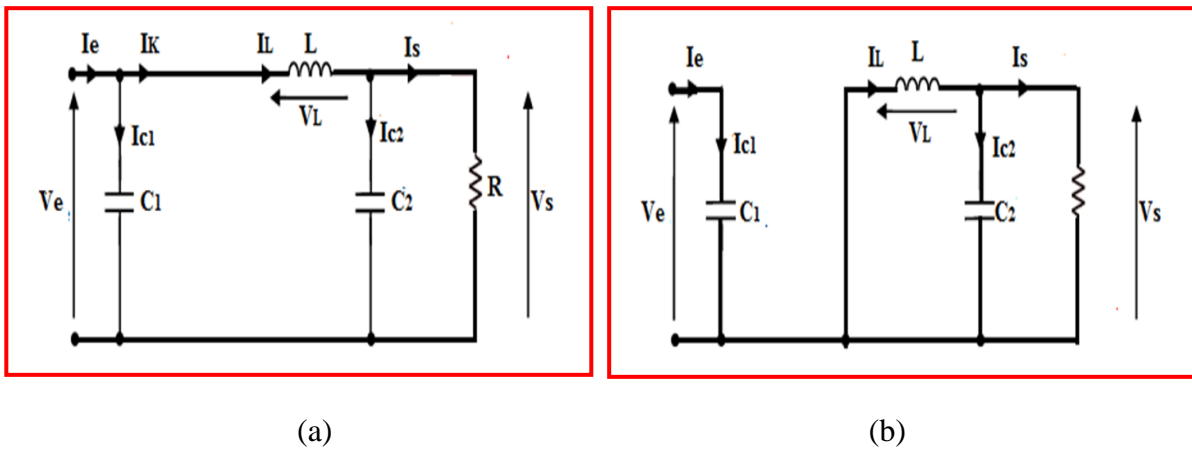 Ie IK IL L Is
VL
Ic1 Ic2
Ve C1 C2 R Vs
Ie IL L Is
VL
Ic1 Ic2
Ve C1 C2 Vs
(a) (b)